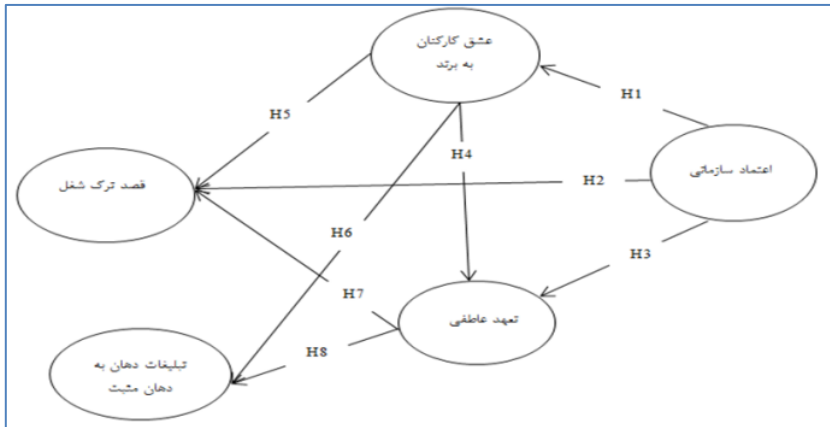 عشق کارکنان
به برند
H1
H5
H4
اعتماد سازمانی
قصد ترک شغل
H2
H6
H3
H7
تعهد عاطفی
H8
تبلیغات دهان به
دهان مثبت